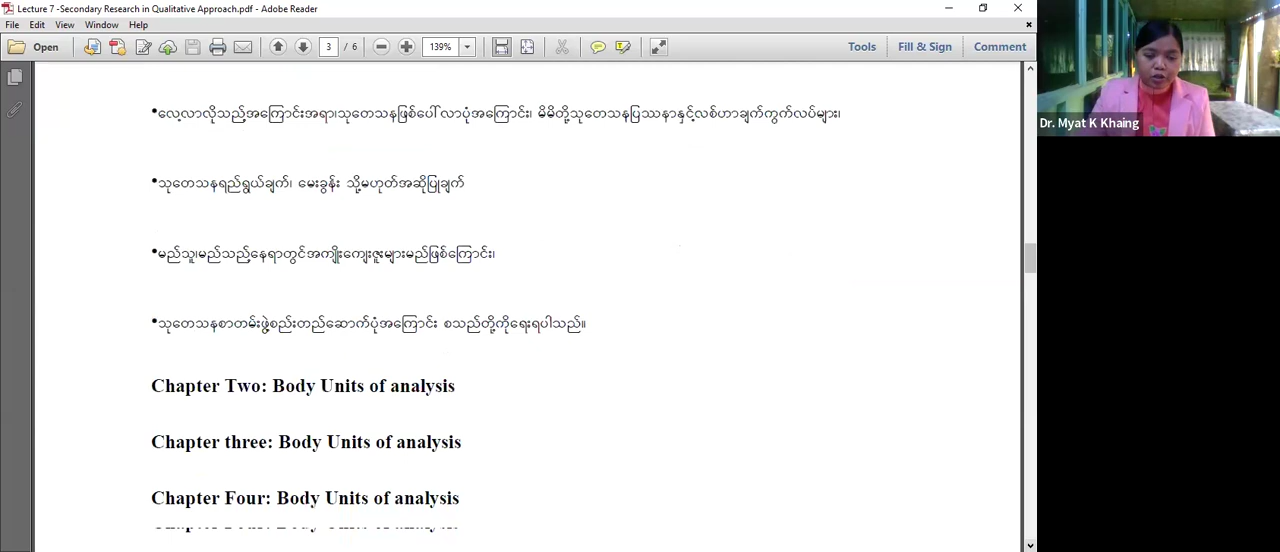 Lecture 7 -Secondary Research in Qualitative Approach.pdf - Adobe Reader
File Edit View Window Help
Open 3 / 6 139% Tools Fill & Sign Comment
•လေ့လာလိုသည့်အကြောင်းအရာ၊သုတေသနဖြစ်ပေါ်လာပုံအကြောင်း၊ မိမိတို့သုတေသနပြဿနာနှင့်လစ်ဟာချက်ကွက်လပ်များ၊
•သုတေသနရည်ရွယ်ချက်၊ မေးခွန်း သို့မဟုတ်အဆိုပြုချက်
•မည်သူ၊မည်သည့်နေရာတွင်အကျိုးကျေးဇူးများမည်ဖြစ်ကြောင်း၊
•သုတေသနစာတမ်းဖွဲ့စည်းတည်ဆောက်ပုံအကြောင်း စသည်တို့ကိုရေးရပါသည်။
Chapter Two: Body Units of analysis
Chapter three: Body Units of analysis
Chapter Four: Body Units of analysis
Dr. Myat K Khaing